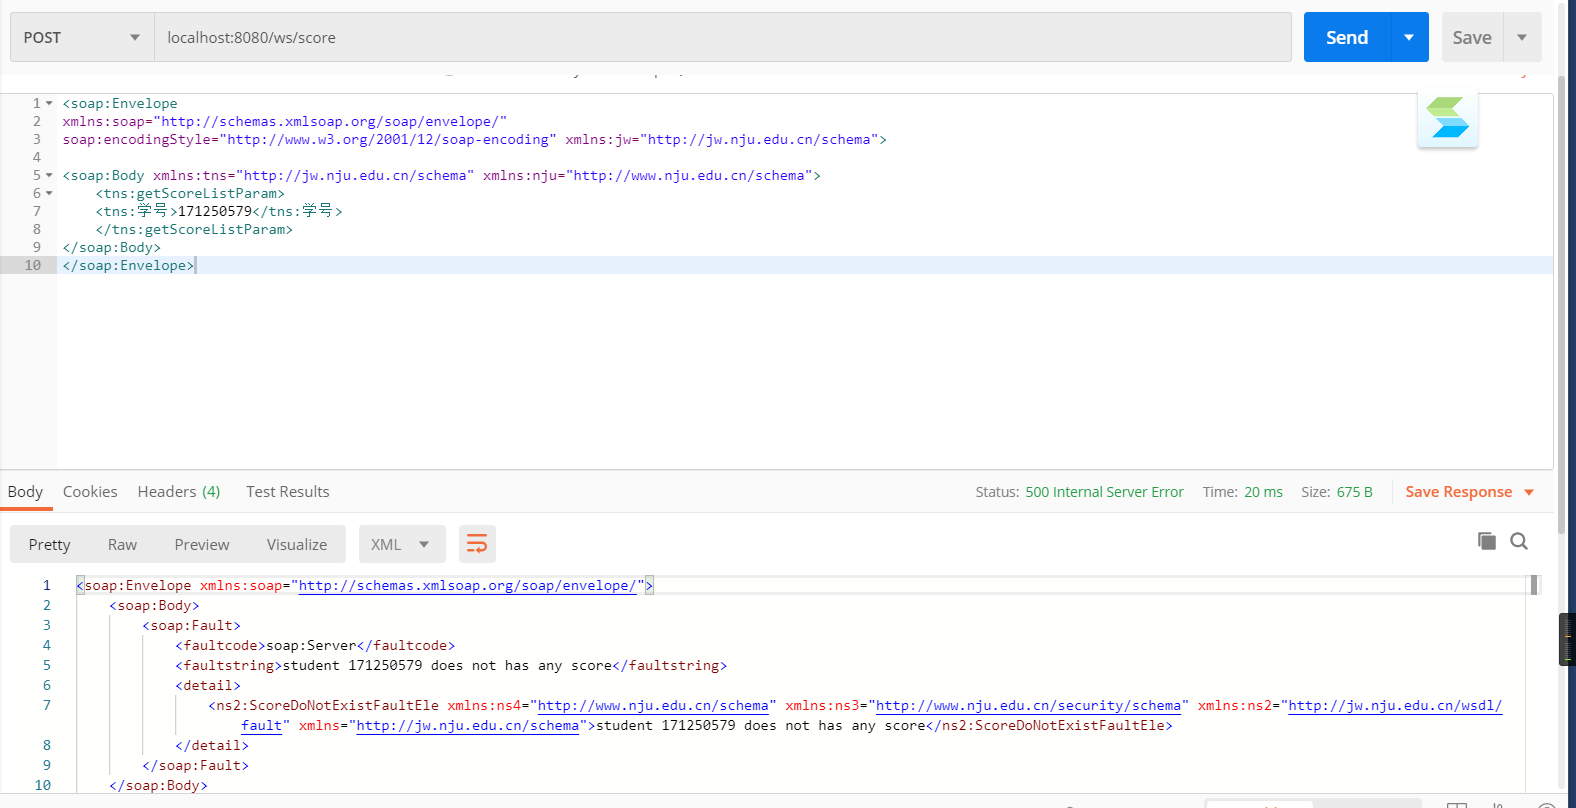 POST localhost:8080/ws/score Send Save
1 <soap:Envelope
2 xmlns:soap="http://schemas.xmlsoap.org/soap/envelope/"
3 soap:encodingStyle="http://www.w3.org/2001/12/soap-encoding" xmlns:jw="http://jw.nju.edu.cn/schema">
4
5 <soap:Body xmlns:tns="http://jw.nju.edu.cn/schema" xmlns:nju="http://www.nju.edu.cn/schema">
6 <tns:getScoreListParam>
7 <tns:学号>171250579</tns:学号>
8 </tns:getScoreListParam>
9 </soap:Body>
10 </soap:Envelope>
Body Cookies Headers (4) Test Results Status: 500 Internal Server Error Time: 20 ms Size: 675 B Save Response
Pretty Raw Preview Visualize XML
1 <soap:Envelope xmlns:soap="http://schemas.xmlsoap.org/soap/envelope/">
2 <soap:Body>
3 <soap:Fault>
4 <faultcode>soap:Server</faultcode>
5 <faultstring>student 171250579 does not has any score</faultstring>
6 <detail>
7 <ns2:ScoreDoNotExistFaultEle xmlns:ns4="http://www.nju.edu.cn/schema" xmlns:ns3="http://www.nju.edu.cn/security/schema" xmlns:ns2="http://jw.nju.edu.cn/wsdl/
fault" xmlns="http://jw.nju.edu.cn/schema">student 171250579 does not has any score</ns2:ScoreDoNotExistFaultEle>
8 </detail>
9 </soap:Fault>
10 </soap:Body>